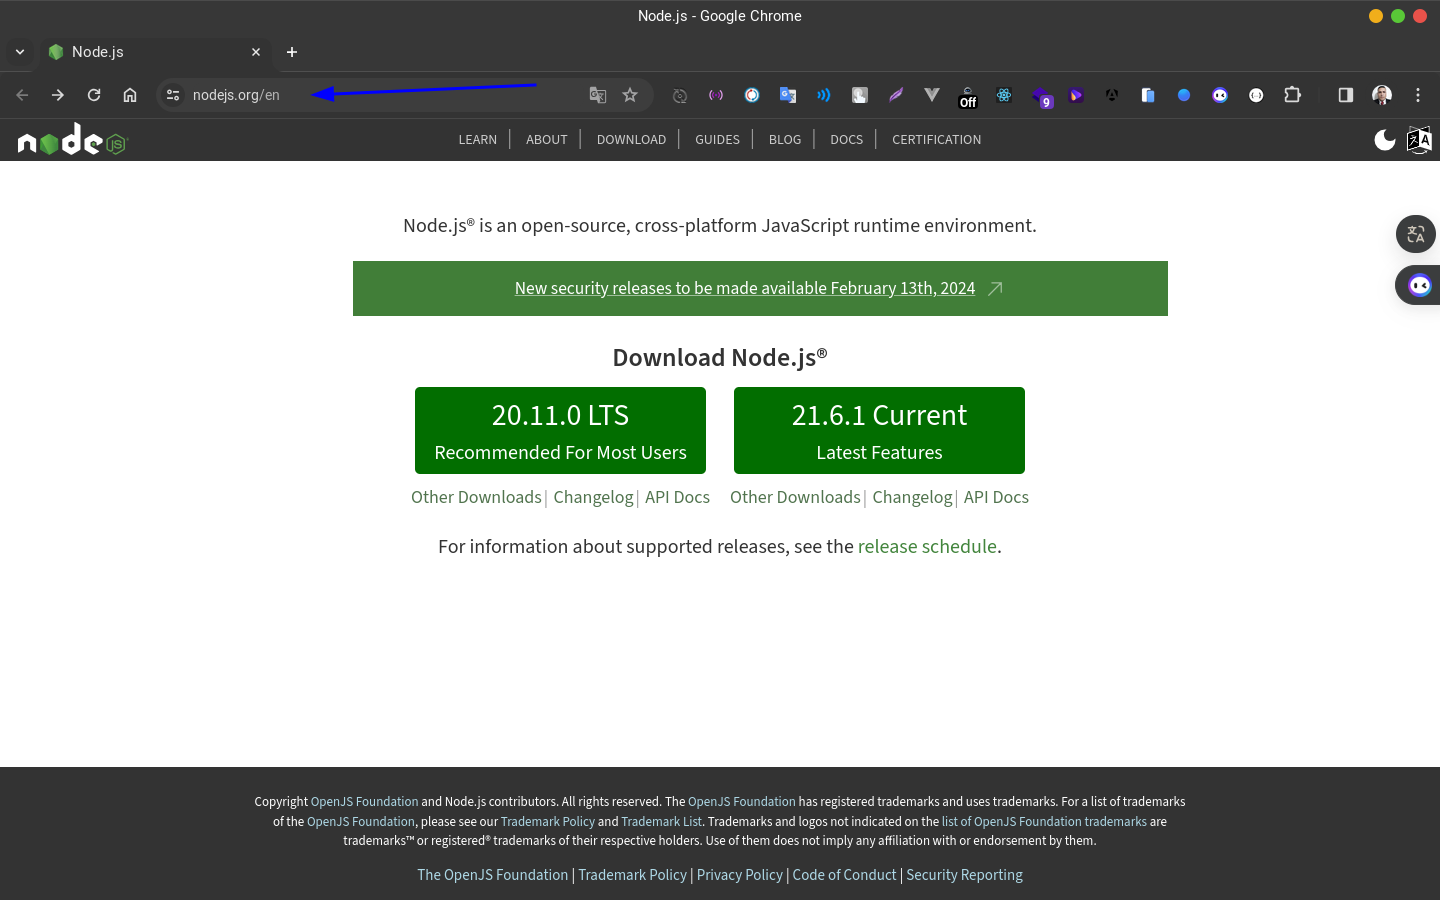 Node.js - Google Chrome
Node.js
nodejs.org/en
Off
9
node JS
LEARN ABOUT DOWNLOAD GUIDES BLOG DOCS CERTIFICATION
Node.js® is an open-source, cross-platform JavaScript runtime environment.
New security releases to be made available February 13th, 2024
Download Node.js®
20.11.0 LTS
Recommended For Most Users
21.6.1 Current
Latest Features
Other Downloads | Changelog | API Docs
Other Downloads | Changelog | API Docs
For information about supported releases, see the release schedule.
Copyright OpenJS Foundation and Node.js contributors. All rights reserved. The OpenJS Foundation has registered trademarks and uses trademarks. For a list of trademarks
of the OpenJS Foundation, please see our Trademark Policy and Trademark List. Trademarks and logos not indicated on the list of OpenJS Foundation trademarks are
trademarks™ or registered® trademarks of their respective holders. Use of them does not imply any affiliation with or endorsement by them.
The OpenJS Foundation | Trademark Policy | Privacy Policy | Code of Conduct | Security Reporting